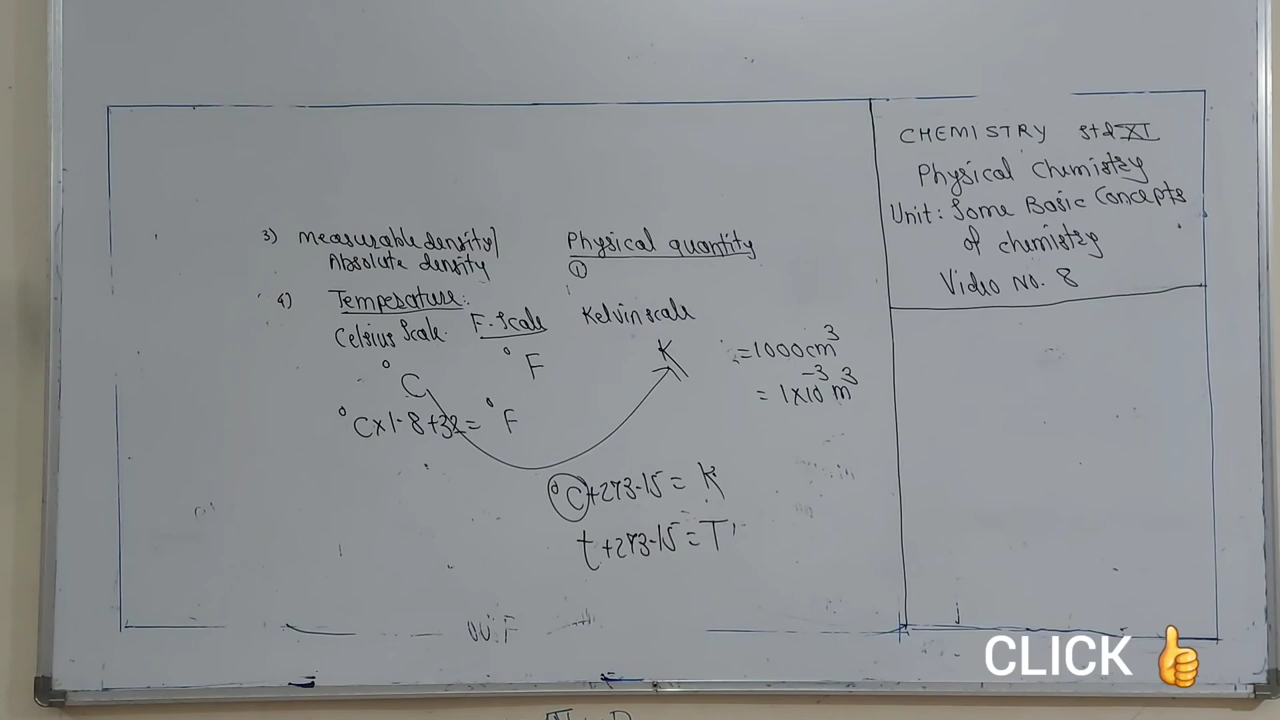 CHEMISTRY std XI
Physical Chemistry
Unit: Some Basic Concepts
of chemistry
Video No. 8
3) Measurable density/
Absolute density
Physical quantity
①
4) Temperature:
Celsius Scale. F. Scale Kelvin scale
°C °F K
°C×1.8+32= °F
=1000cm³
= 1×10⁻³m³
°C+273.15= K
t+273.15=T
CLICK 👍